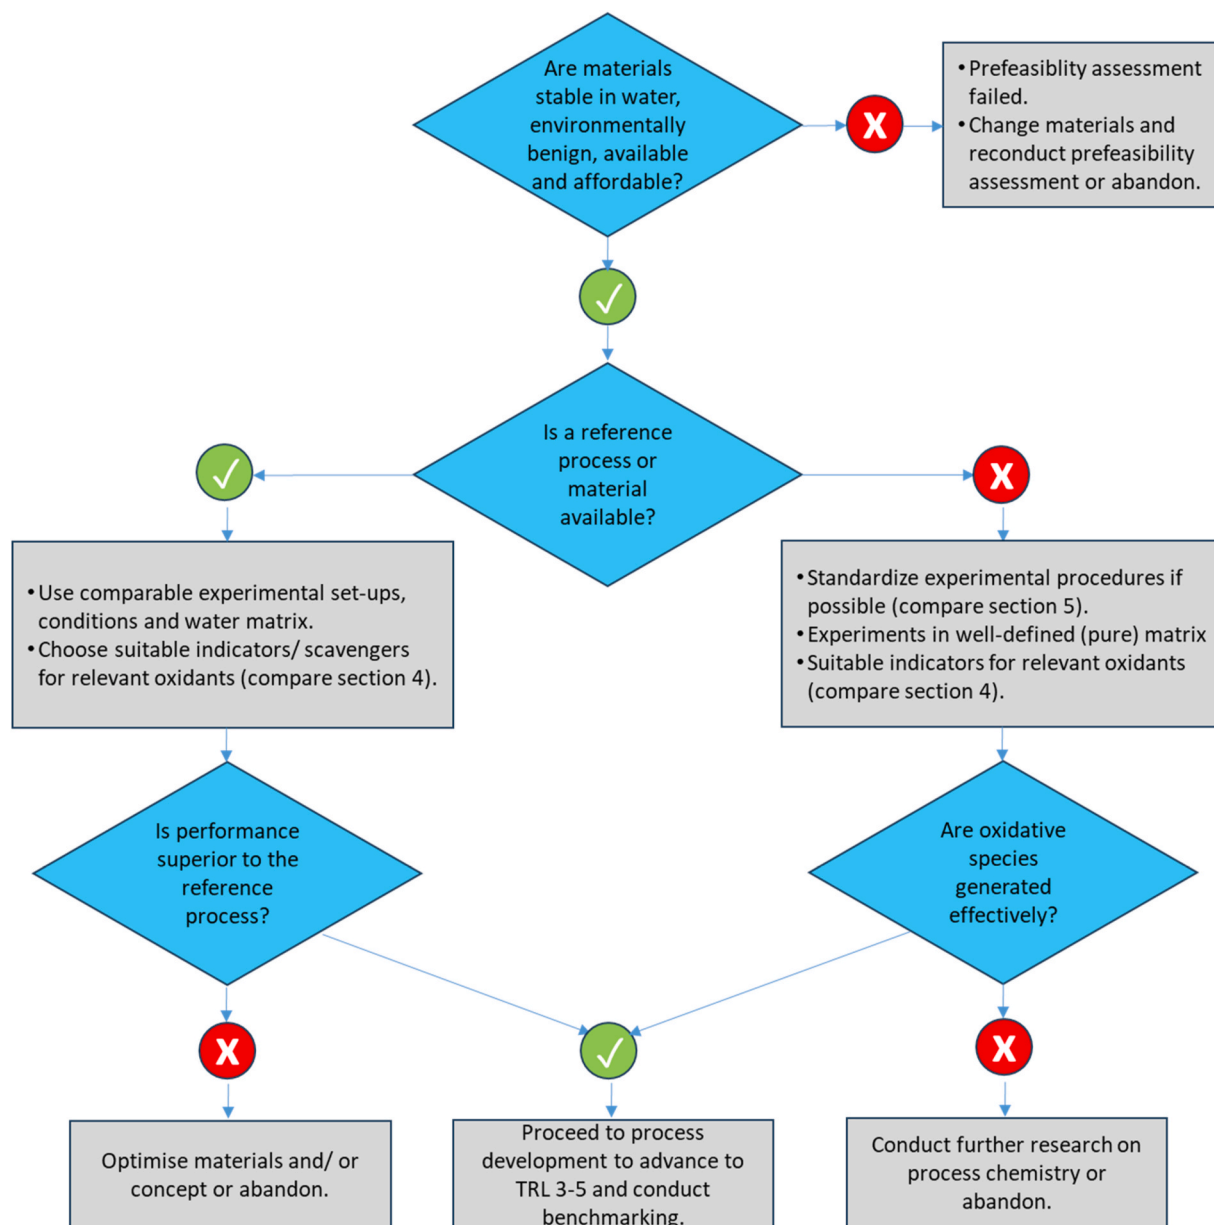 Are materials
stable in water,
environmentally
benign, available
and affordable?
X
• Prefeasiblity assessment
failed.
• Change materials and
reconduct prefeasibility
assessment or abandon.
✓
Is a reference
process or
material
available?
✓
X
• Use comparable experimental set-ups,
conditions and water matrix.
• Choose suitable indicators/ scavengers
for relevant oxidants (compare section 4).
• Standardize experimental procedures if
possible (compare section 5).
• Experiments in well-defined (pure) matrix
• Suitable indicators for relevant oxidants
(compare section 4).
Is performance
superior to the
reference
process?
Are oxidative
species
generated
effectively?
X
✓
X
Optimise materials and/ or
concept or abandon.
Proceed to process
development to advance to
TRL 3-5 and conduct
benchmarking.
Conduct further research on
process chemistry or
abandon.